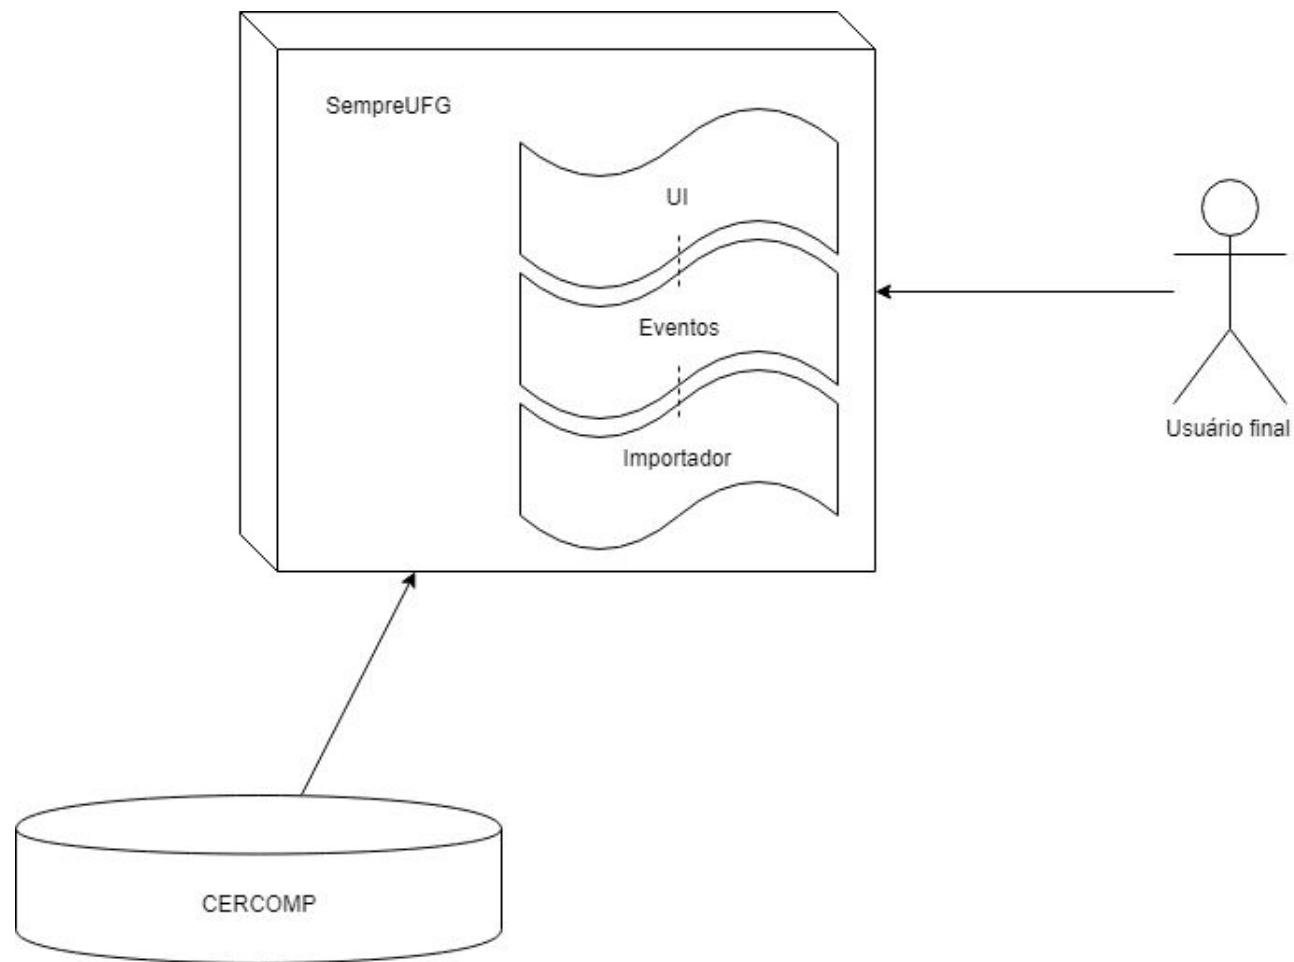 SempreUFG
UI
Eventos
Importador
Usuário final
CERCOMP